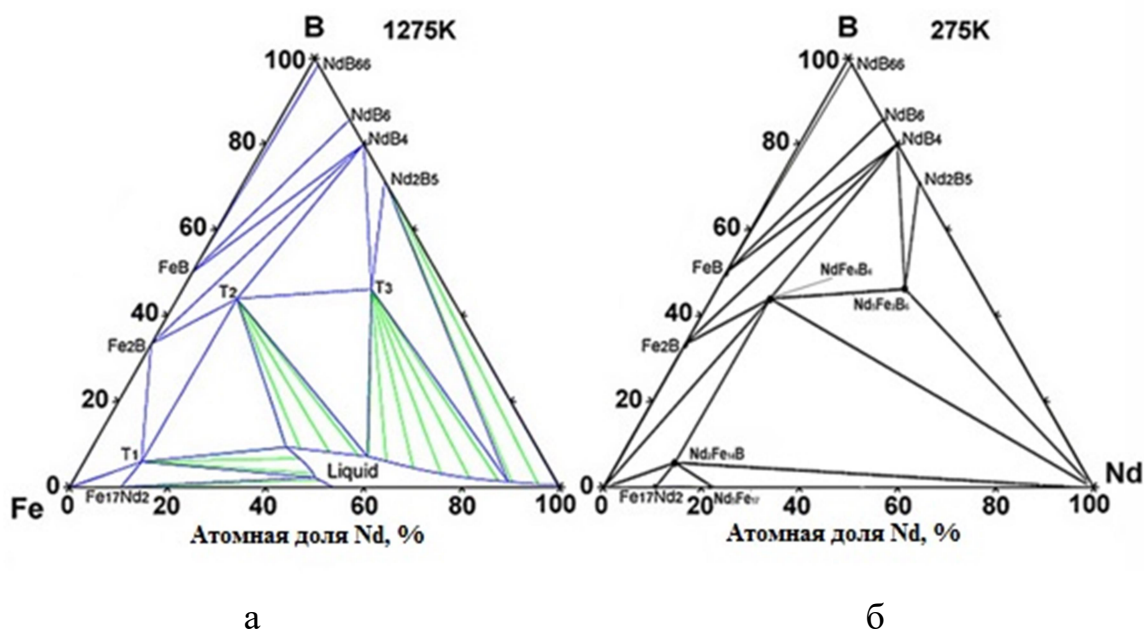 B 1275K
100
NdB66
NdB6
80
NdB4
Nd2B5
60
FeB
T2
T3
40
Fe2B
20
T1
Liquid
0
Fe
Fe17Nd2
0 20 40 60 80 100
Атомная доля Nd, %
а
B 275K
100
NdB66
NdB6
80
NdB4
Nd2B5
60
FeB
NdFe₄B₄
Nd₅Fe₂B₆
40
Fe2B
20
Nd₂Fe₁₄B
0
Nd
Fe17Nd2
Nd₅Fe₁₇
0 20 40 60 80 100
Атомная доля Nd, %
б